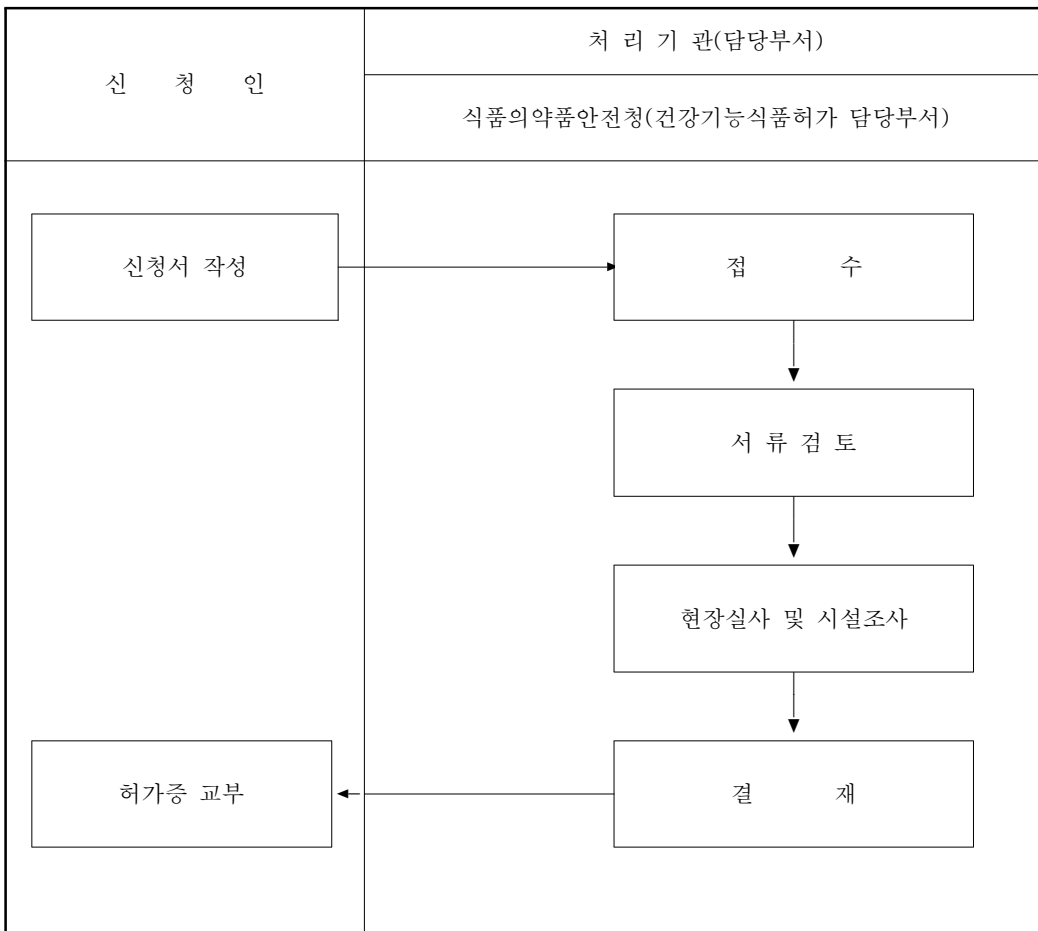 신 청 인
처 리 기 관(담당부서)
식품의약품안전청(건강기능식품허가 담당부서)
신청서 작성
접 수
서 류 검 토
현장실사 및 시설조사
허가증 교부
결 재